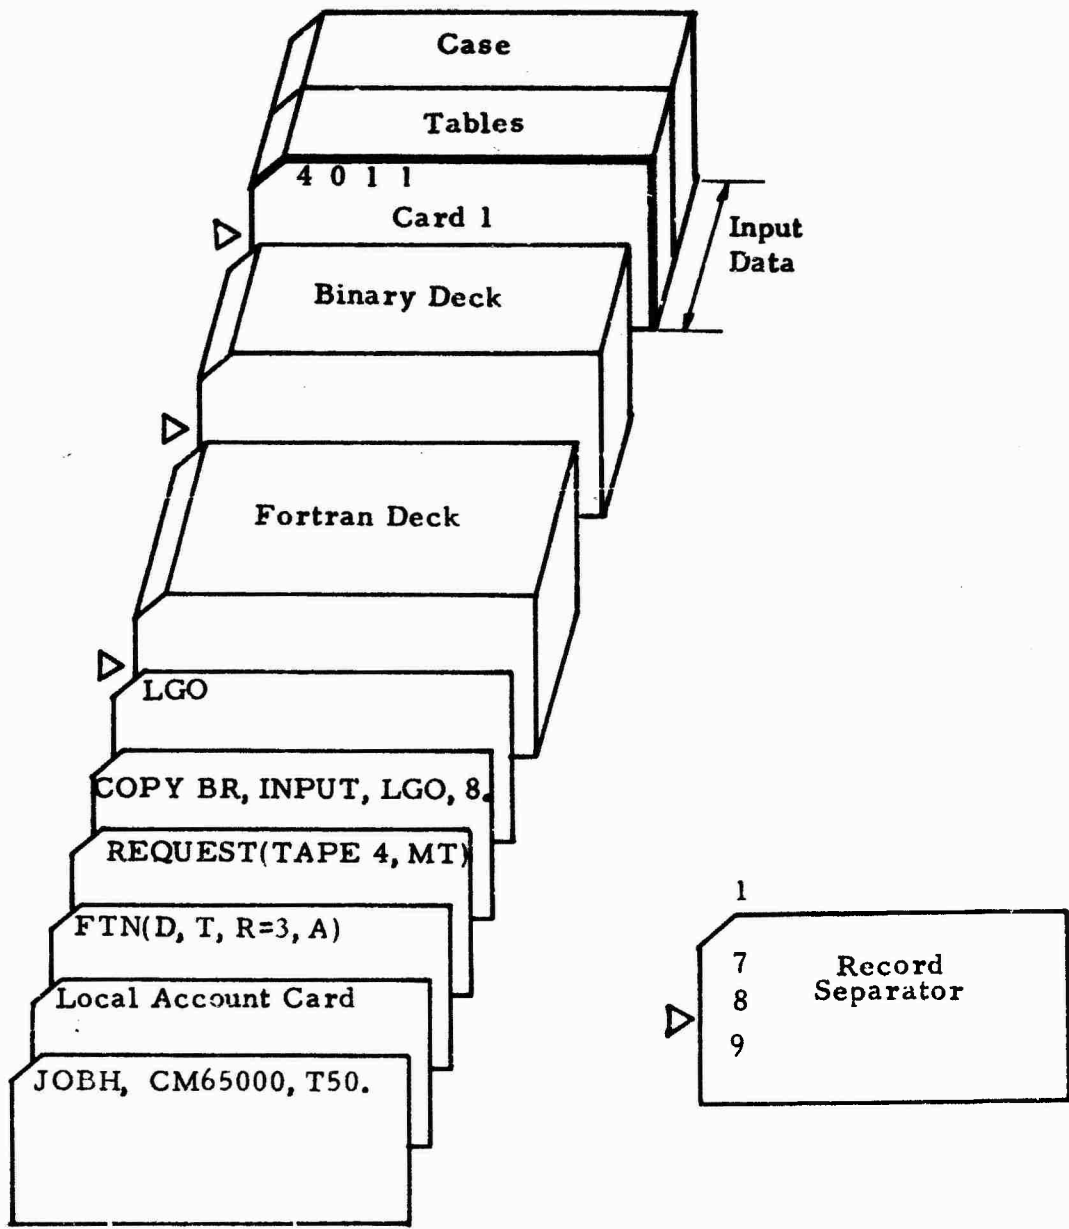 Case
Tables
4 0 1 1
Card 1
Input
Data
Binary Deck
Fortran Deck
LGO
COPY BR, INPUT, LGO, 8.
REQUEST(TAPE 4, MT)
FTN(D, T, R=3, A)
Local Account Card
JOBH, CM65000, T50.
1
7
8
9
Record
Separator